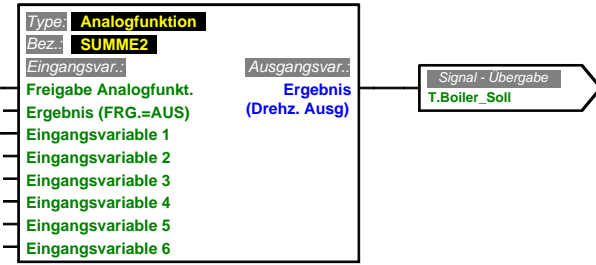 Type: Analogfunktion
Bez.: SUMME2
Eingangsvar.: Ausgangsvar.:
Freigabe Analogfunkt. Ergebnis
Ergebnis (FRG.=AUS) (Drehz. Ausg)
Eingangsvariable 1
Eingangsvariable 2
Eingangsvariable 3
Eingangsvariable 4
Eingangsvariable 5
Eingangsvariable 6
Signal - Übergabe
T.Boiler_Soll